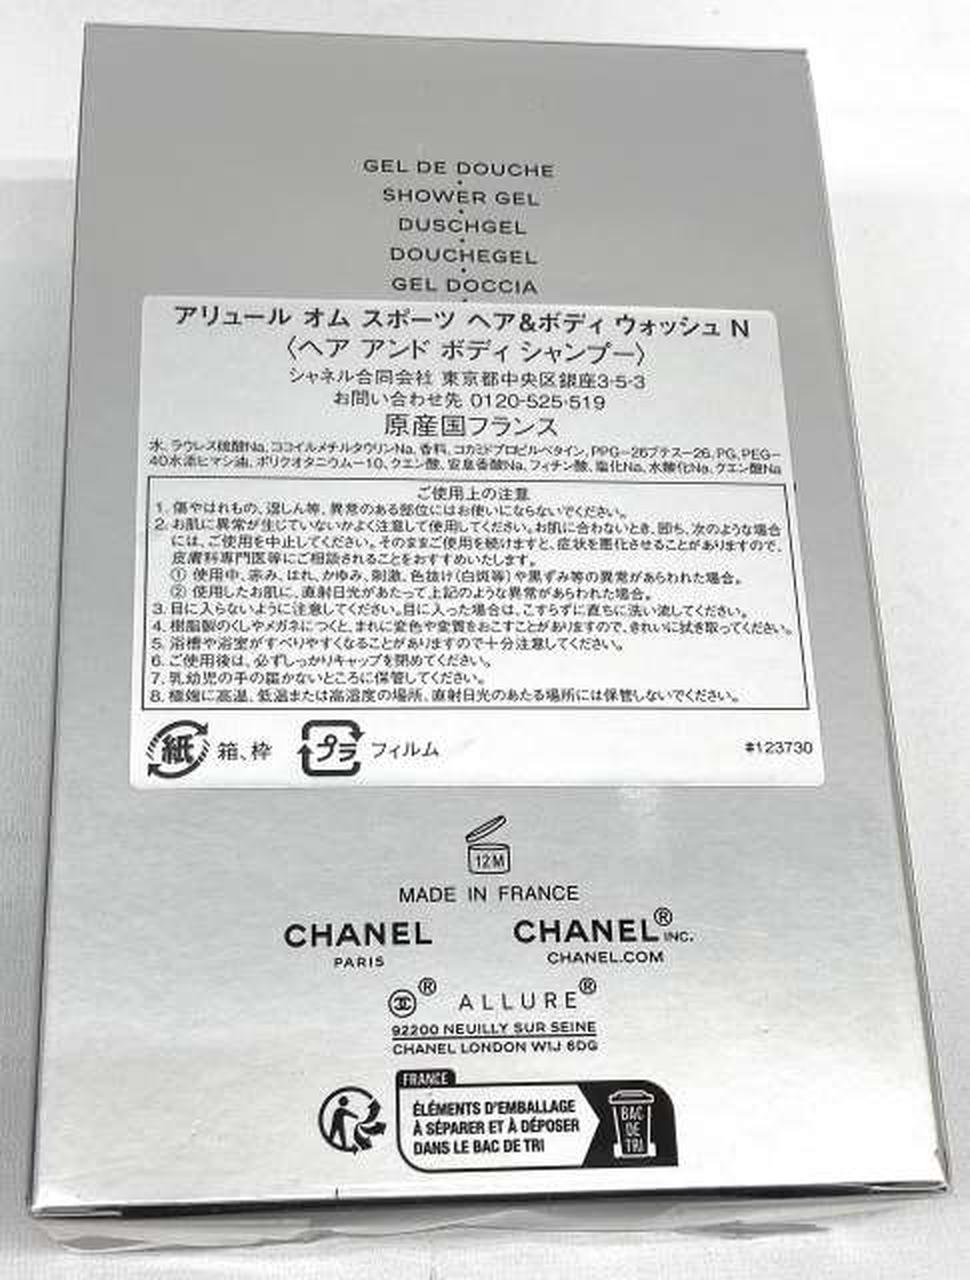 GEL DE DOUCHE
SHOWER GEL
DUSCHGEL
DOUCHEGEL
GEL DOCCIA
アリュール オム スポーツ ヘア&ボディ ウォッシュ N
〈ヘア アンド ボディ シャンプー〉
シャネル合同会社 東京都中央区銀座3-5-3
お問い合わせ先 0120-525-519
原産国フランス
水, ラウレス硫酸Na, ココイルメチルタウリンNa, 香料, コカミドプロピルベタイン, PPG-26ブテス-26, PG, PEG-
40水添ヒマシ油, ポリクオタニウム-10, クエン酸, 安息香酸Na, フィチン酸, 塩化Na, 水酸化Na, クエン酸Na
ご使用上の注意
1. 傷やはれもの、湿しん等、異常のある部位にはお使いにならないでください。
2. お肌に異常が生じていないかよく注意して使用してください。お肌に合わないとき、即ち、次のような場合
には、ご使用を中止してください。そのままご使用を続けますと、症状を悪化させることがありますので、
皮膚科専門医等にご相談されることをおすすめいたします。
① 使用中、赤み、はれ、かゆみ、刺激、色抜け(白斑等)や黒ずみ等の異常があらわれた場合。
② 使用したお肌に、直射日光があたって上記のような異常があらわれた場合。
3. 目に入らないように注意してください。目に入った場合は、こすらずに直ちに洗い流してください。
4. 樹脂製のくしやメガネにつくと、まれに変色や変質をおこすことがありますので、きれいに拭き取ってください。
5. 浴槽や浴室がすべりやすくなることがありますので十分注意してください。
6. ご使用後は、必ずしっかりキャップを閉めてください。
7. 乳幼児の手の届かないところに保管してください。
8. 極端に高温、低温または高湿度の場所、直射日光のあたる場所には保管しないでください。
紙 箱、枠 プラ フィルム #123730
12M
MADE IN FRANCE
CHANEL CHANEL® INC.
PARIS CHANEL.COM
® ALLURE®
92200 NEUILLY SUR SEINE
CHANEL LONDON W1J 6DG
FRANCE
ÉLÉMENTS D'EMBALLAGE
À SÉPARER ET À DÉPOSER
DANS LE BAC DE TRI
BAC
DE
TRI